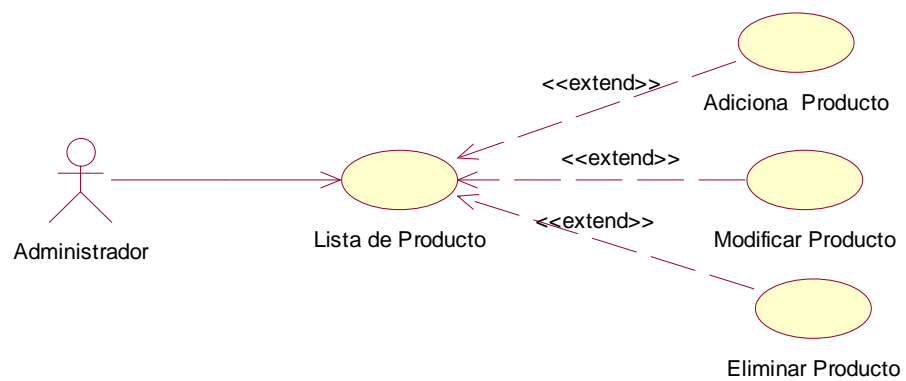 <<extend>>
Adiciona Producto
<<extend>>
Administrador
Lista de Producto
<<extend>>
Modificar Producto
Eliminar Producto